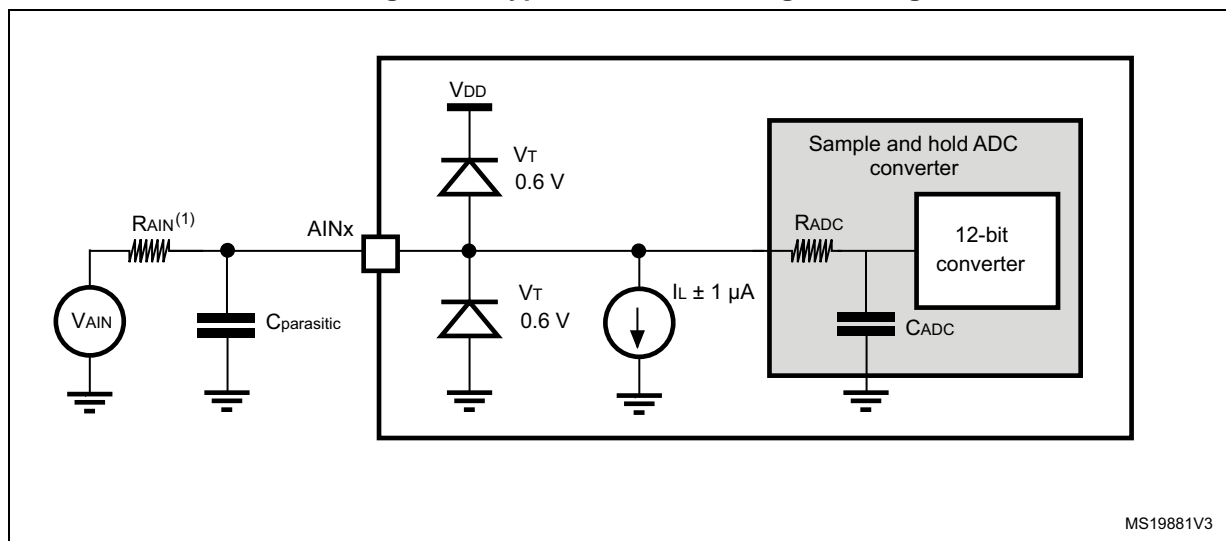 VDD
Sample and hold ADC
converter
VT
0.6 V
RAIN(1)
AINx
RADC
12-bit
converter
VAIN
Cparasitic
VT
0.6 V
IL ± 1 µA
CADC
MS19881V3